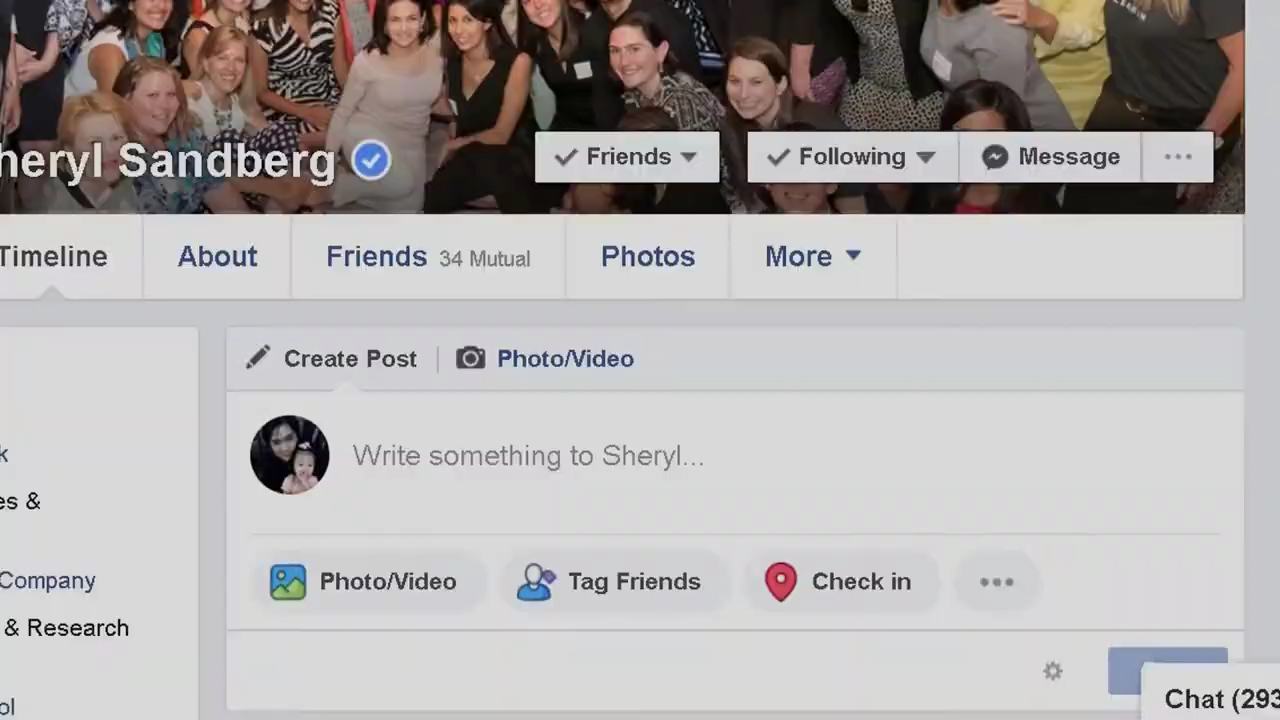 heryl Sandberg
Friends
Following
Message
Timeline
About
Friends 34 Mutual
Photos
More
Create Post
Photo/Video
Write something to Sheryl...
k
es &
Company
& Research
ol
Photo/Video
Tag Friends
Check in
Chat (293